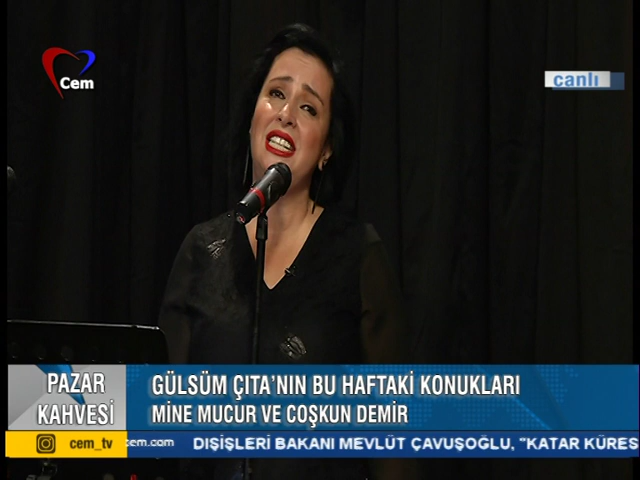 Cem
canlı
PAZAR
KAHVESİ
GÜLSÜM ÇITA'NIN BU HAFTAKİ KONUKLARI
MİNE MUCUR VE COŞKUN DEMİR
cem_tv
cem.com
DIŞİŞLERİ BAKANI MEVLÜT ÇAVUŞOĞLU, "KATAR KÜRES